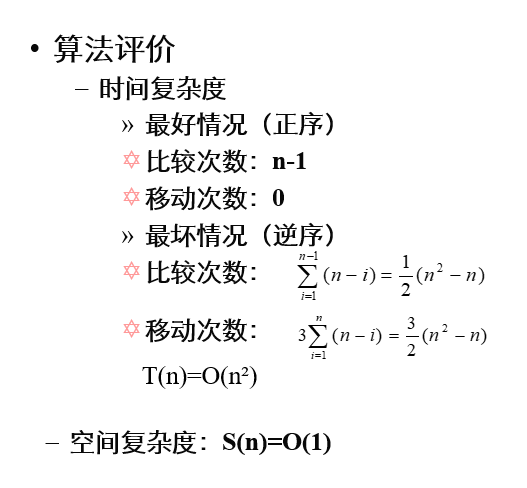 • 算法评价
– 时间复杂度
» 最好情况（正序）
✡比较次数：n-1
✡移动次数：0
» 最坏情况（逆序）
✡比较次数： \sum_{i=1}^{n-1}(n-i)=\frac{1}{2}(n^2-n)
✡移动次数： 3\sum_{i=1}^{n}(n-i)=\frac{3}{2}(n^2-n)
T(n)=O(n²)
– 空间复杂度：S(n)=O(1)